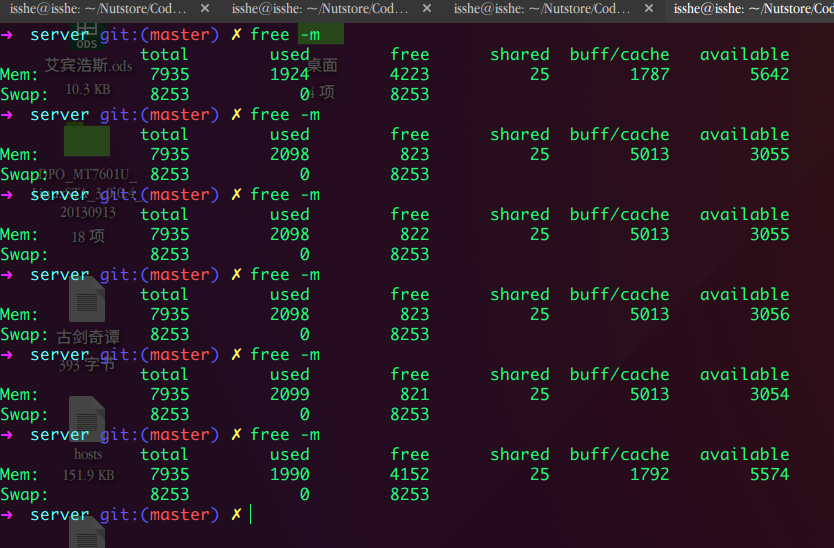 isshe@isshe: ~/Nutstore/Cod... × isshe@isshe: ~/Nutstore/Cod... × isshe@isshe: ~/Nutstore/Cod... × isshe@isshe: ~/Nutstore/Cod
➜ server git:(master) ✗ free -m
ODS
total used free shared buff/cache available
艾宾浩斯.ods 桌面
Mem: 7935 1924 4223 25 1787 5642
10.3 KB 项
Swap: 8253 0 8253
➜ server git:(master) ✗ free -m
total used free shared buff/cache available
Mem: 7935 2098 823 25 5013 3055
Swap: 8253 0 8253
➜ server git:(master) ✗ free -m
20130913
total used free shared buff/cache available
Mem: 7935 2098 822 25 5013 3055
18 项
Swap: 8253 0 8253
➜ server git:(master) ✗ free -m
total used free shared buff/cache available
Mem: 7935 2098 823 25 5013 3056
Swap: 8253 0 8253
古剑奇谭
➜ server git:(master) ✗ free -m
393 字节
total used free shared buff/cache available
Mem: 7935 2099 821 25 5013 3054
Swap: 8253 0 8253
➜ server git:(master) ✗ free -m
hosts
total used free shared buff/cache available
Mem: 7935 1990 4152 25 1792 5574
151.9 KB
Swap: 8253 0 8253
➜ server git:(master) ✗